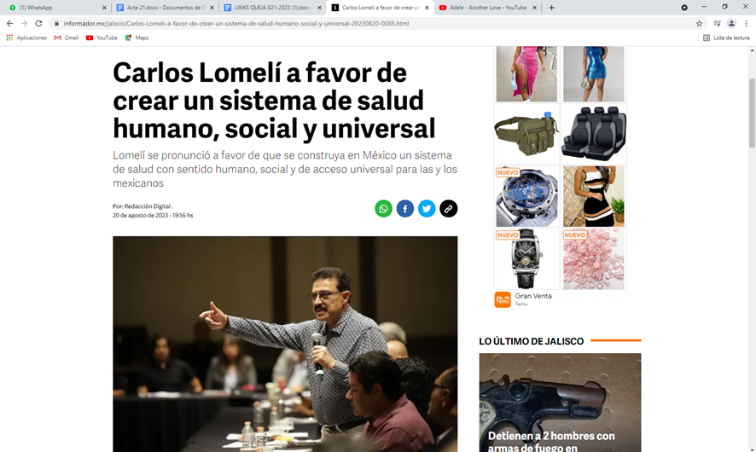 (1) WhatsApp
Acta 21.docx - Documentos de G
LINKS QUEJA 021-2023 (1).docx -
Carlos Lomelí a favor de crear un
Adele - Another Love - YouTube
informador.mx/jalisco/Carlos-Lomeli-a-favor-de-crear-un-sistema-de-salud-humano-social-y-universal-20230820-0085.html
Aplicaciones
Gmail
YouTube
Maps
Lista de lectura
Carlos Lomelí a favor de
crear un sistema de salud
humano, social y universal
Lomelí se pronunció a favor de que se construya en México un sistema
de salud con sentido humano, social y de acceso universal para las y los
mexicanos
Por: Redacción Digital .
20 de agosto de 2023 - 19:56 hs
NUEVO
NUEVO
NUEVO
Gran Venta
Temu
LO ÚLTIMO DE JALISCO
Detienen a 2 hombres con
armas de fuego en